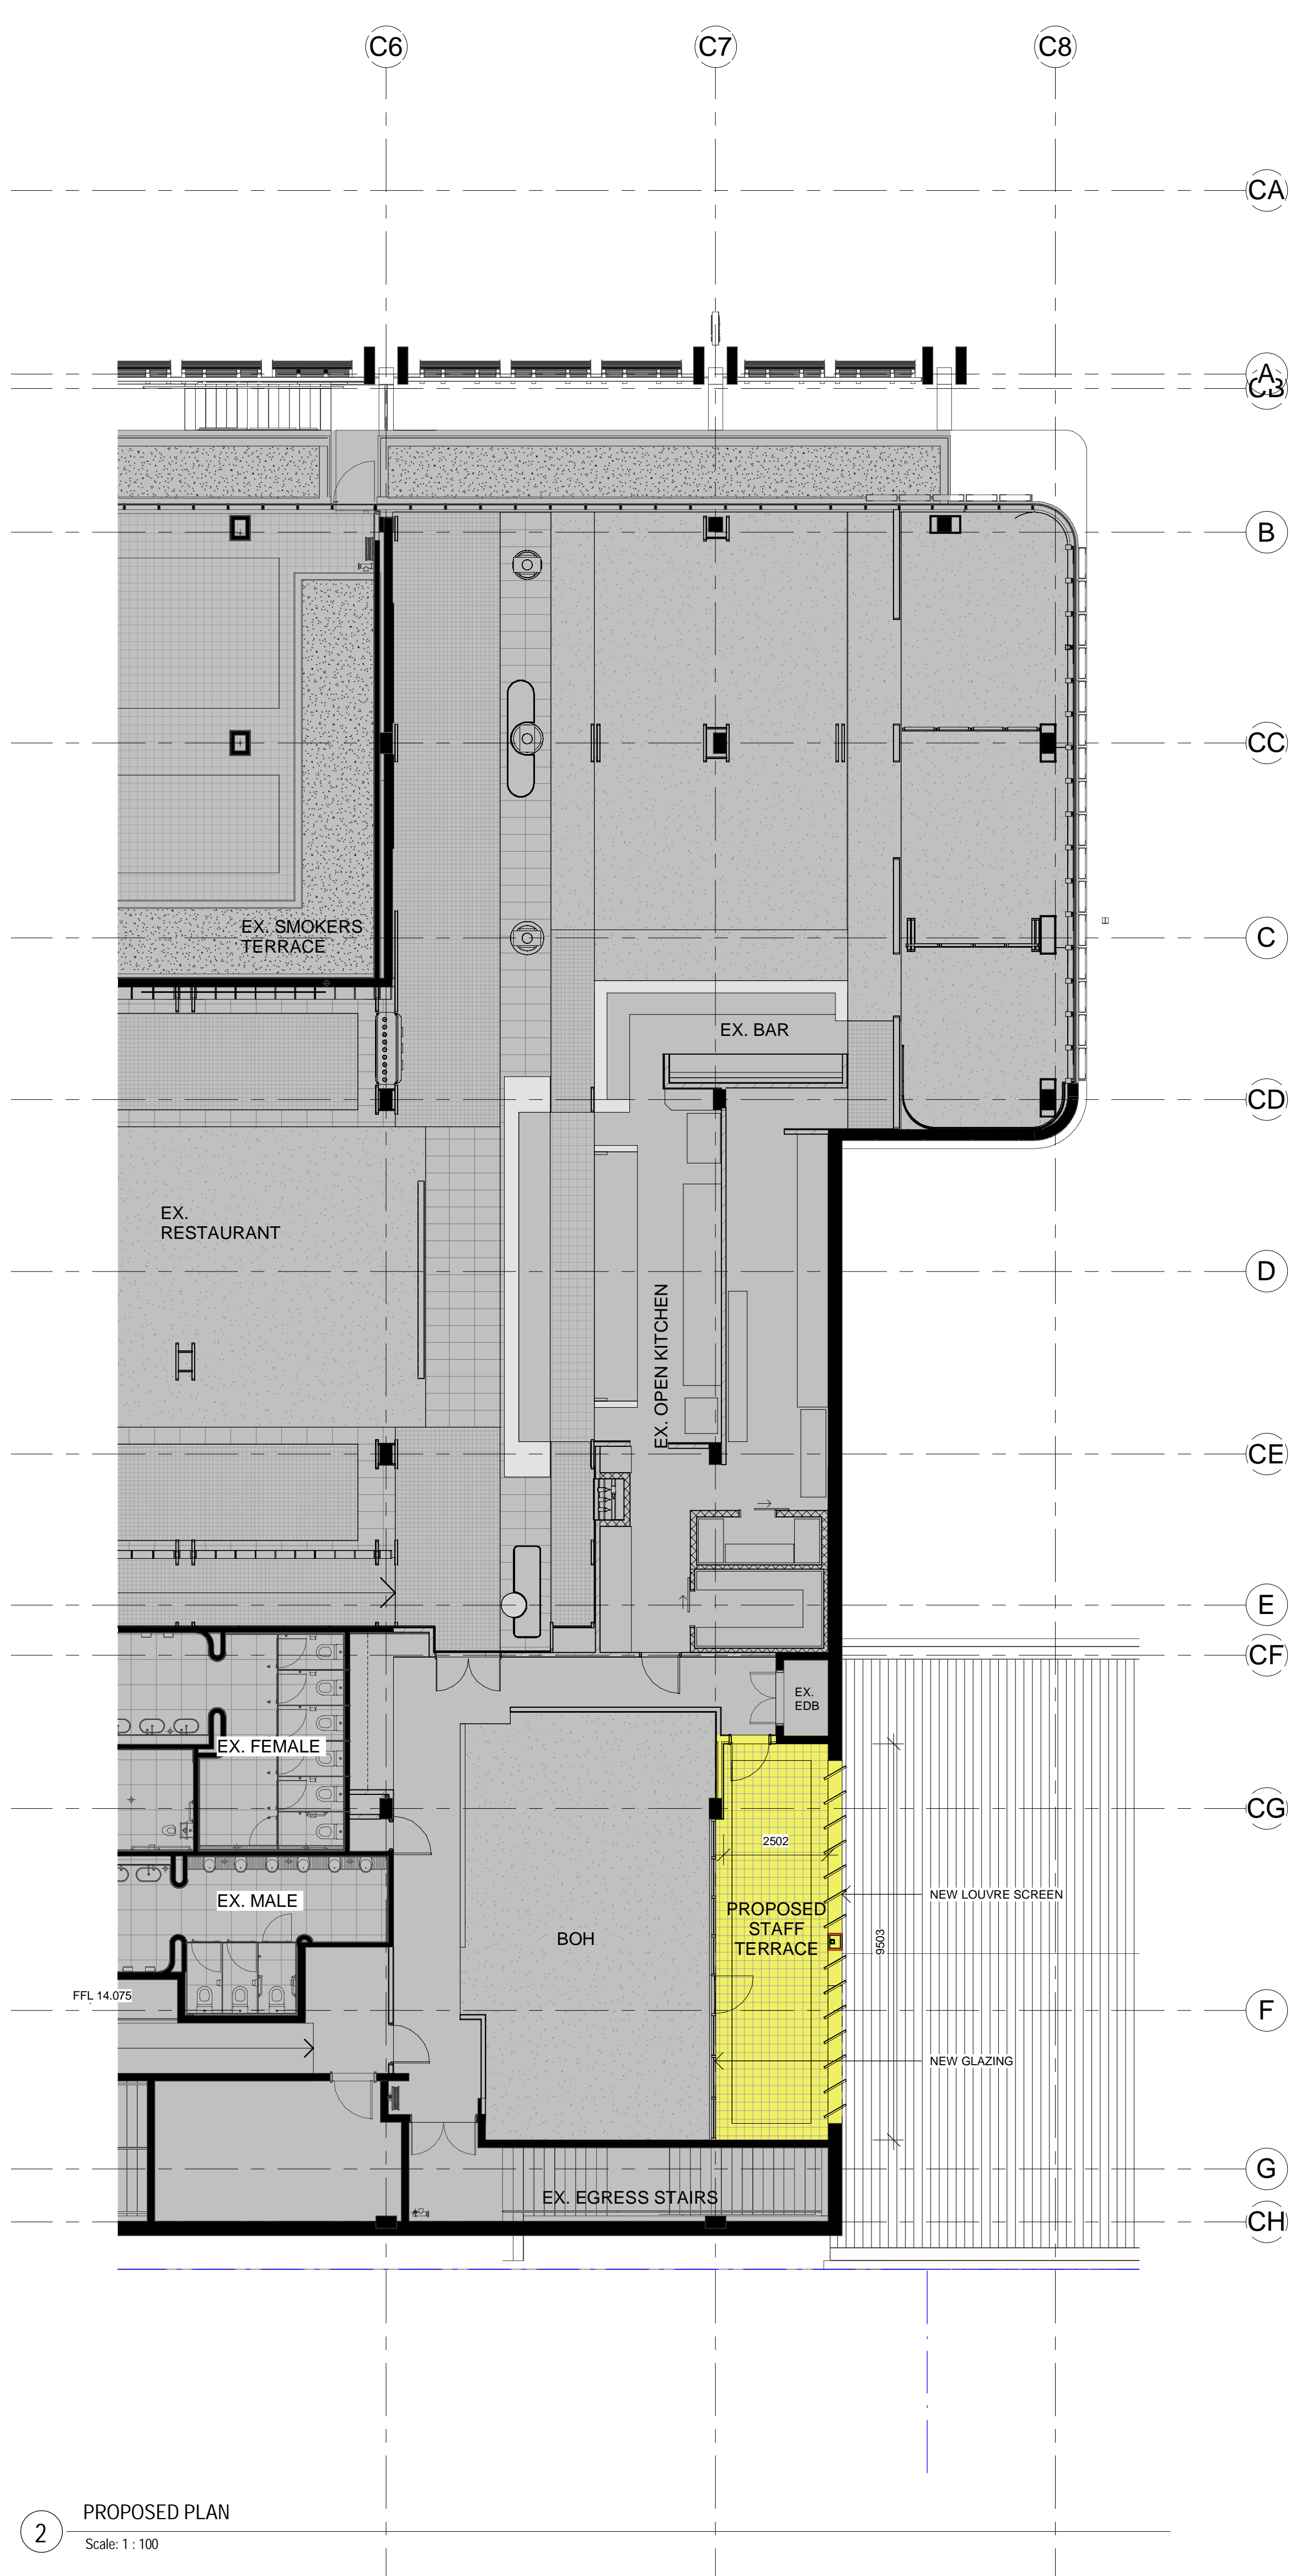 C6
C7
C8
CA
A
CB
B
CC
EX. SMOKERS
TERRACE
C
EX. BAR
CD
EX.
RESTAURANT
D
EX. OPEN KITCHEN
CE
E
CF
EX.
EDB
EX. FEMALE
CG
2502
EX. MALE
NEW LOUVRE SCREEN
PROPOSED
STAFF
TERRACE
BOH
9503
FFL 14.075
F
NEW GLAZING
G
EX. EGRESS STAIRS
CH
2
PROPOSED PLAN
Scale: 1 : 100